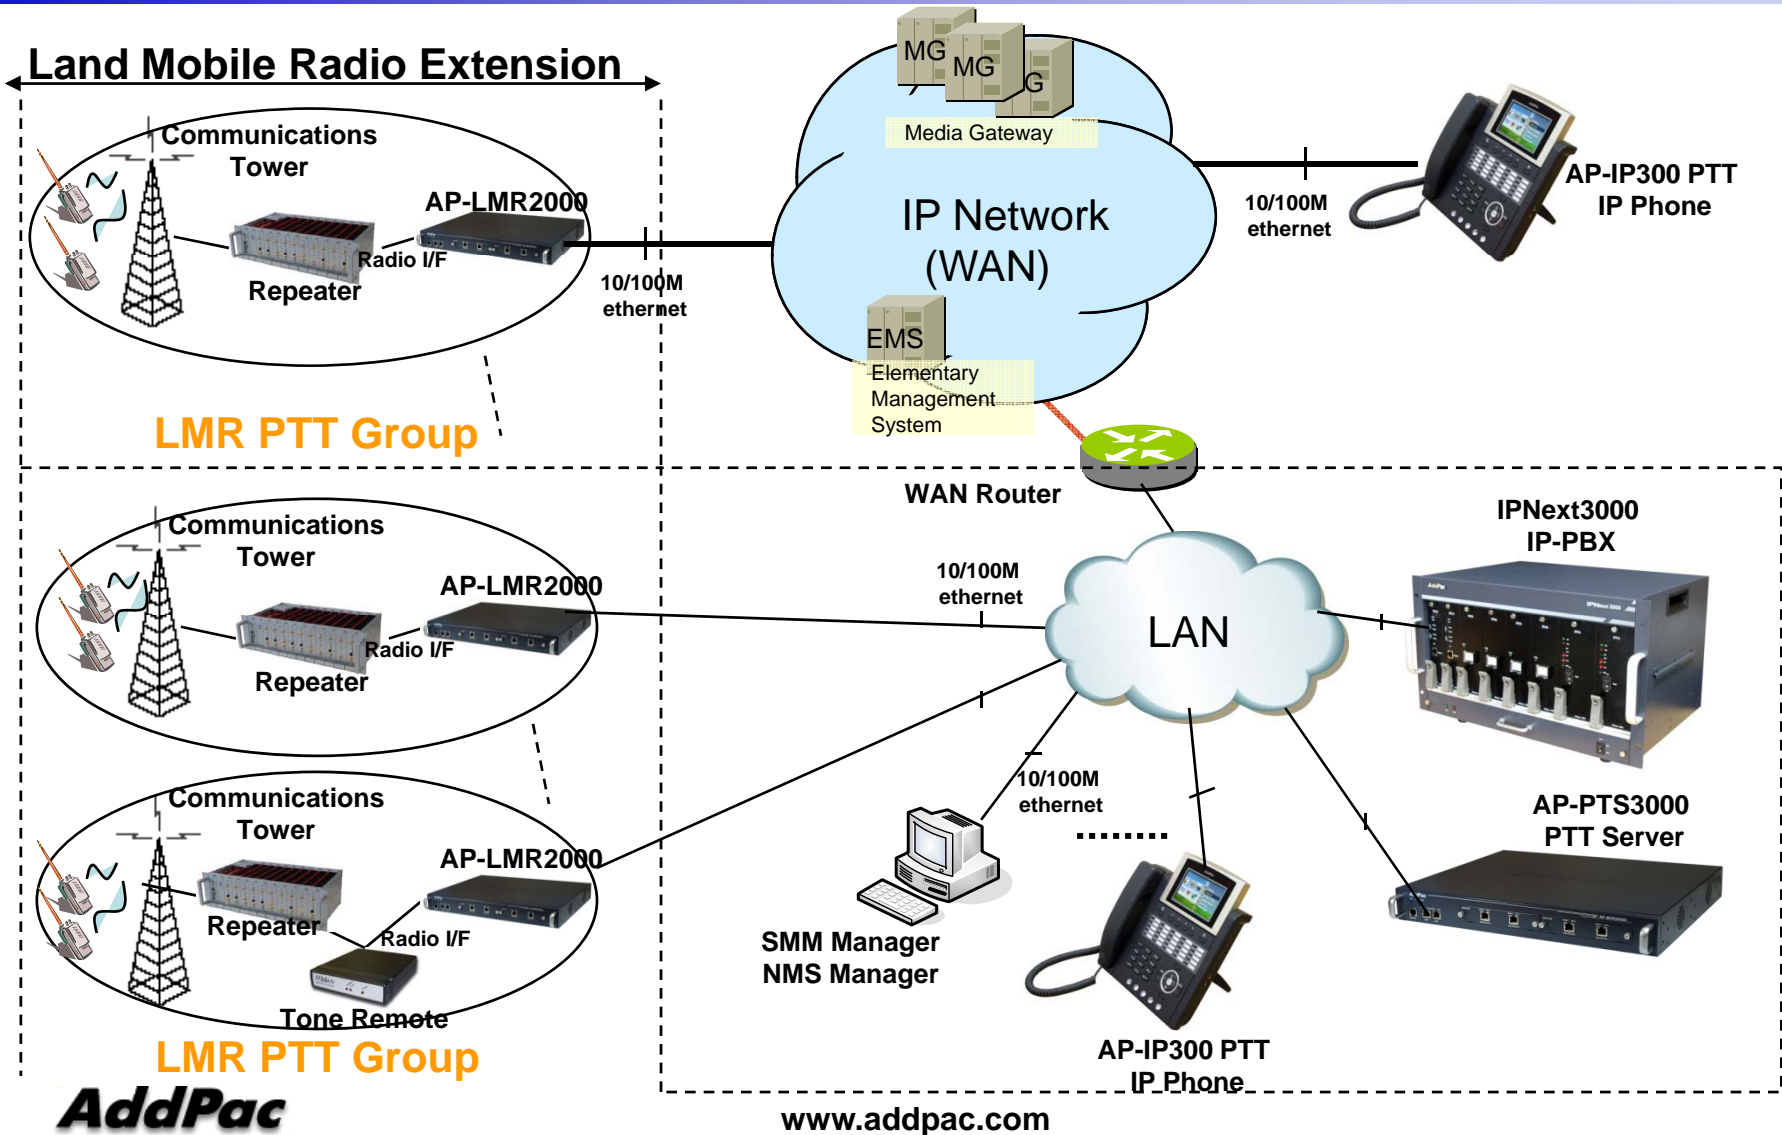 Land Mobile Radio Extension
MG
MG
G
Media Gateway
Communications
Tower
AP-LMR2000
Radio I/F
Repeater
10/100M
ethernet
IP Network
(WAN)
10/100M
ethernet
AP-IP300 PTT
IP Phone
EMS
Elementary
Management
System
LMR PTT Group
WAN Router
Communications
Tower
AP-LMR2000
Radio I/F
Repeater
10/100M
ethernet
LAN
IPNext3000
IP-PBX
AddPac
IPNext 3000
Communications
Tower
AP-LMR2000
Repeater
Radio I/F
Tone Remote
LMR PTT Group
10/100M
ethernet
SMM Manager
NMS Manager
AP-IP300 PTT
IP Phone
AP-PTS3000
PTT Server
AddPac
www.addpac.com